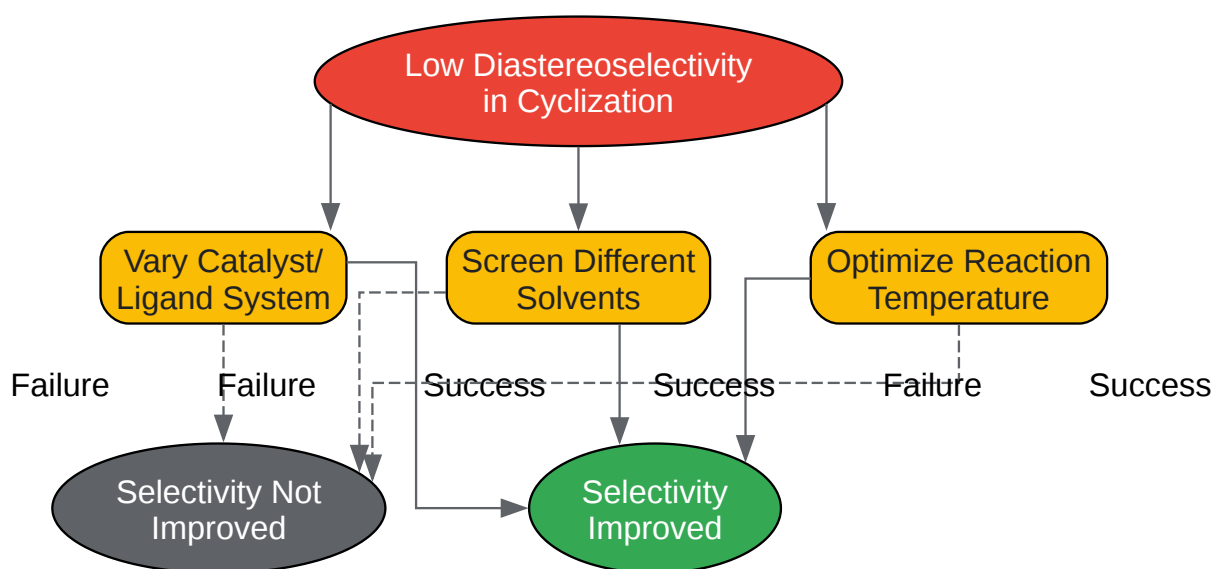 Low Diastereoselectivity
in Cyclization
Vary Catalyst/
Ligand System
Screen Different
Solvents
Optimize Reaction
Temperature
Failure
Failure
Success
Success
Failure
Success
Selectivity Not
Improved
Selectivity
Improved